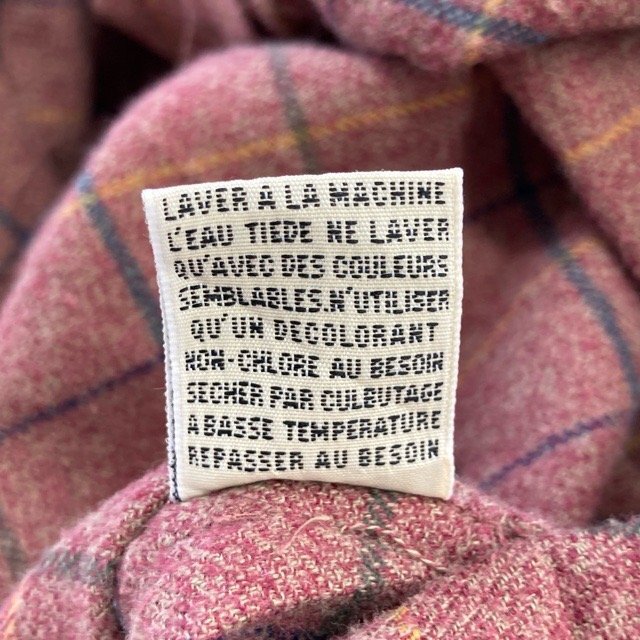 LAVER A LA MACHINE
L'EAU TIEDE NE LAVER
QU'AVEC DES COULEURS
SEMBLABLES.N'UTILISER
QU'UN DECOLORANT
NON-CHLORE AU BESOIN
SECHER PAR CULBUTAGE
A BASSE TEMPERATURE
REPASSER AU BESOIN